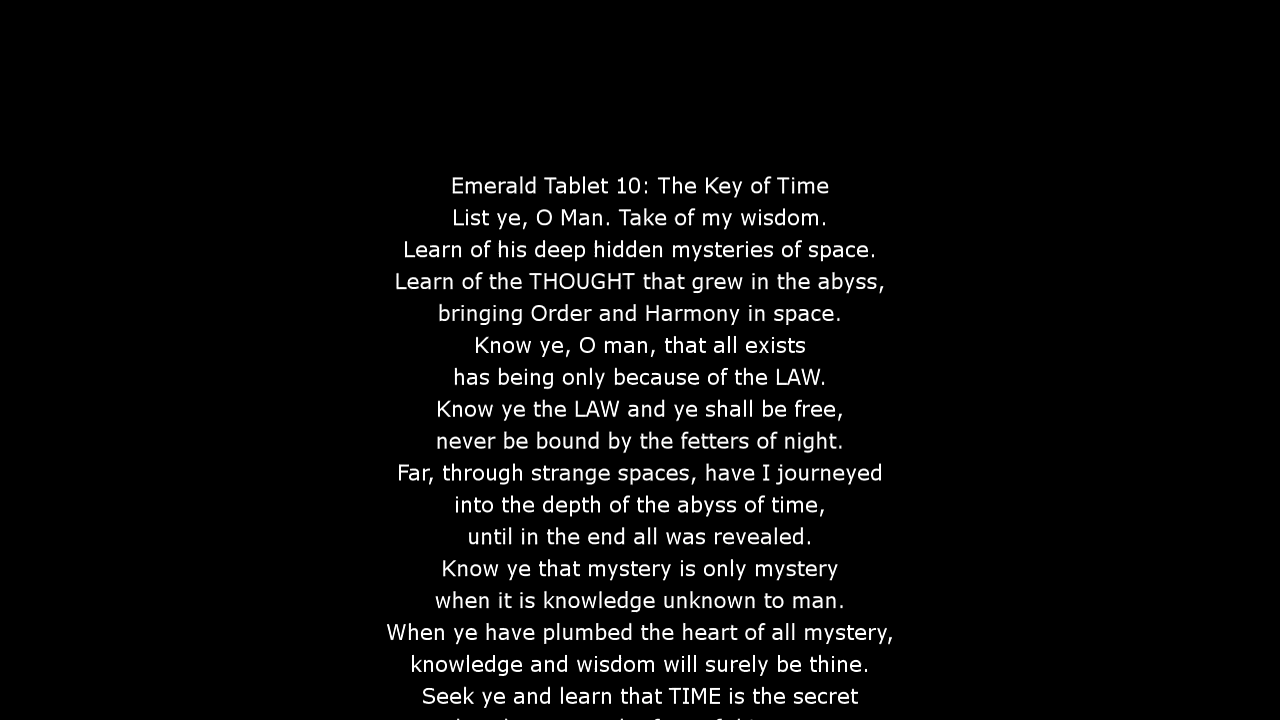 Emerald Tablet 10: The Key of Time
List ye, O Man. Take of my wisdom.
Learn of his deep hidden mysteries of space.
Learn of the THOUGHT that grew in the abyss,
bringing Order and Harmony in space.
Know ye, O man, that all exists
has being only because of the LAW.
Know ye the LAW and ye shall be free,
never be bound by the fetters of night.
Far, through strange spaces, have I journeyed
into the depth of the abyss of time,
until in the end all was revealed.
Know ye that mystery is only mystery
when it is knowledge unknown to man.
When ye have plumbed the heart of all mystery,
knowledge and wisdom will surely be thine.
Seek ye and learn that TIME is the secret